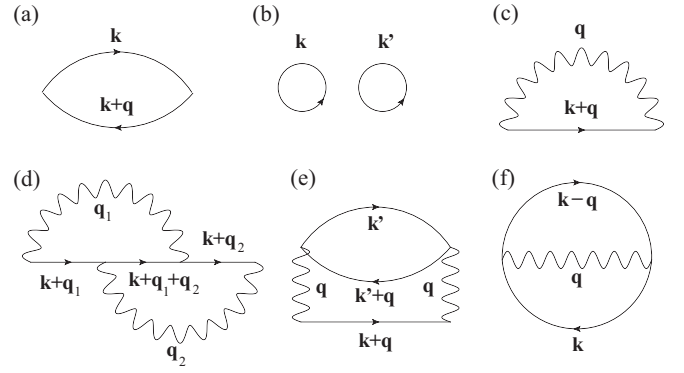 (a)
k
k+q
(b)
k k'
(c)
q
k+q
(d)
q₁
k+q₂
k+q₁
k+q₁+q₂
q₂
(e)
k'
q
k'+q
q
k+q
(f)
k−q
q
k